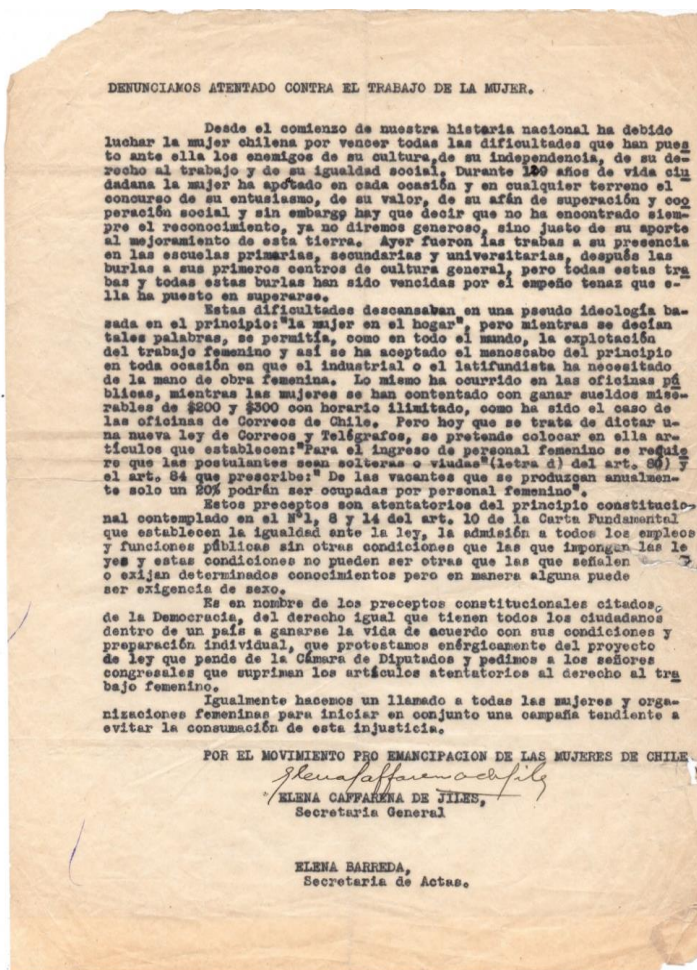 DENUNCIAMOS ATENTADO CONTRA EL TRABAJO DE LA MUJER.
Desde el comienzo de nuestra histaria nacional ha debido
luchar la mujer chilena por vencer todas las dificultades que han pues
to ante ella los enemigos de su cultura,de su independencia, de su de-
recho al trabajo y de su igualdad social. Durante 129 años de vida ciu
dadana la mujer ha apotado en cada ocasión y en cualquier terreno el
concurso de su entusiasmo, de su valor, de su afán de superación y coo
peración social y sin embargo hay que decir que no ha encontrado siem-
pre el reconocimiento, ya no diremos generoso, sino justo de su aporte
al mejoramiento de esta tierra. Ayer fueron las trabas a su presencia
en las escuelas primarias, secundarias y universitarias, después las
burlas a sus primeros centros de cultura general, pero todas estas tra
bas y todas estas burlas han sido vencidas por el empeño tenaz que e-
lla ha puesto en superarse.
Estas dificultades descansaban en una pseudo ideología ba-
sada en el principio:"la mujer en el hogar", pero mientras se decían
tales palabras, se permitía, como en todo el mundo, la explotación
del trabajo femenino y así se ha aceptado el menoscabo del principio
en toda ocasión en que el industrial o el latifundista ha necesitado
de la mano de obra femenina. Lo mismo ha ocurrido en las oficinas pú
blicas, mientras las mujeres se han contentado con ganar sueldos mise-
rables de $200 y $300 con horario ilimitado, como ha sido el caso de
las oficinas de Correos de Chile. Pero hoy que se trata de dictar u-
na nueva ley de Correos y Telégrafos, se pretende colocar en ella ar-
tículos que establecen:"Para el ingreso de personal femenino se requie
re que las postulantes sean solteras o viudas"(letra d) del art. 80) y
el art. 84 que prescribe:" De las vacantes que se produzcan anualmen-
te solo un 20% podrán ser ocupadas por personal femenino".
Estos preceptos son atentatorios del principio constitucio-
nal contemplado en el N°1, 8 y 14 del art. 10 de la Carta Fundamental
que establecen la igualdad ante la ley, la admisión a todos los empleos
y funciones públicas sin otras condiciones que las que impongan las le
yes y estas condiciones no pueden ser otras que las que señalen
o exijan determinados conocimientos pero en manera alguna puede
ser exigencia de sexo.
Es en nombre de los preceptos constitucionales citados,
de la Democracia, del derecho igual que tienen todos los ciudadanos
dentro de un país a ganarse la vida de acuerdo con sus condiciones y
preparación individual, que protestamos enérgicamente del proyecto
de ley que pende de la Cámara de Diputados y pedimos a los señores
congresales que supriman los artículos atentatorios al derecho al tra
bajo femenino.
Igualmente hacemos un llamado a todas las mujeres y orga-
nizaciones femeninas para iniciar en conjunto una campaña tendiente a
evitar la consumación de esta injusticia.
POR EL MOVIMIENTO PRO EMANCIPACION DE LAS MUJERES DE CHILE
Elena Caffarena de Jiles
ELENA CAFFARENA DE JILES,
Secretaria General
ELENA BARREDA,
Secretaria de Actas.